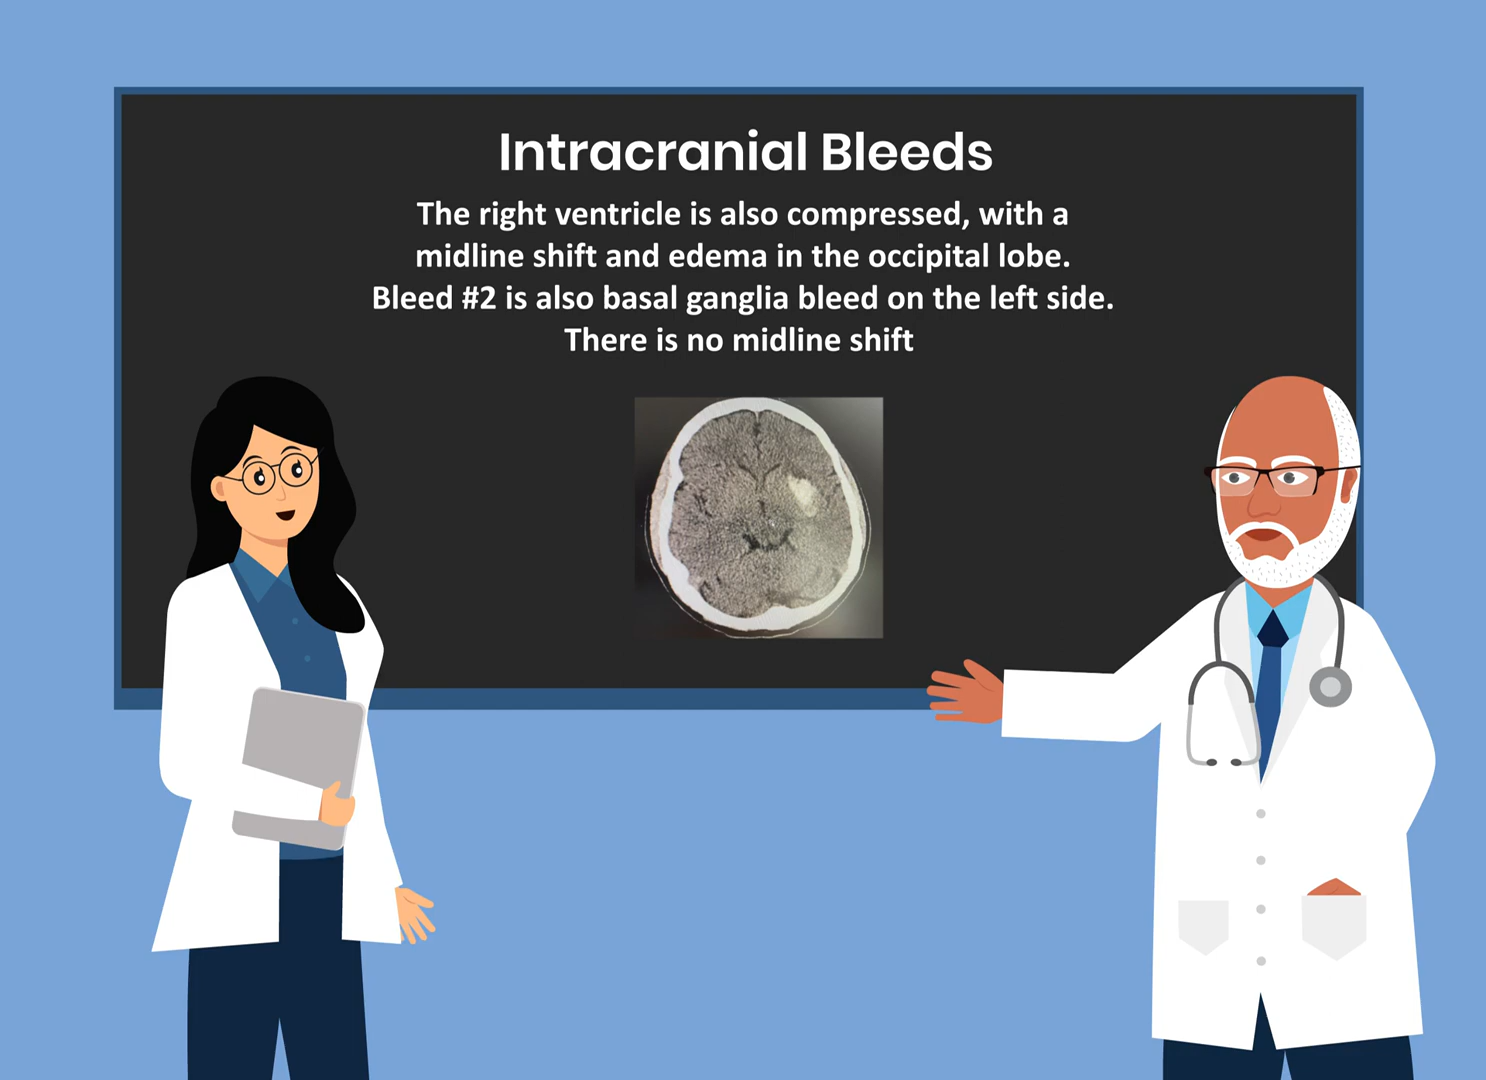 Intracranial Bleeds
The right ventricle is also compressed, with a
midline shift and edema in the occipital lobe.
Bleed #2 is also basal ganglia bleed on the left side.
There is no midline shift